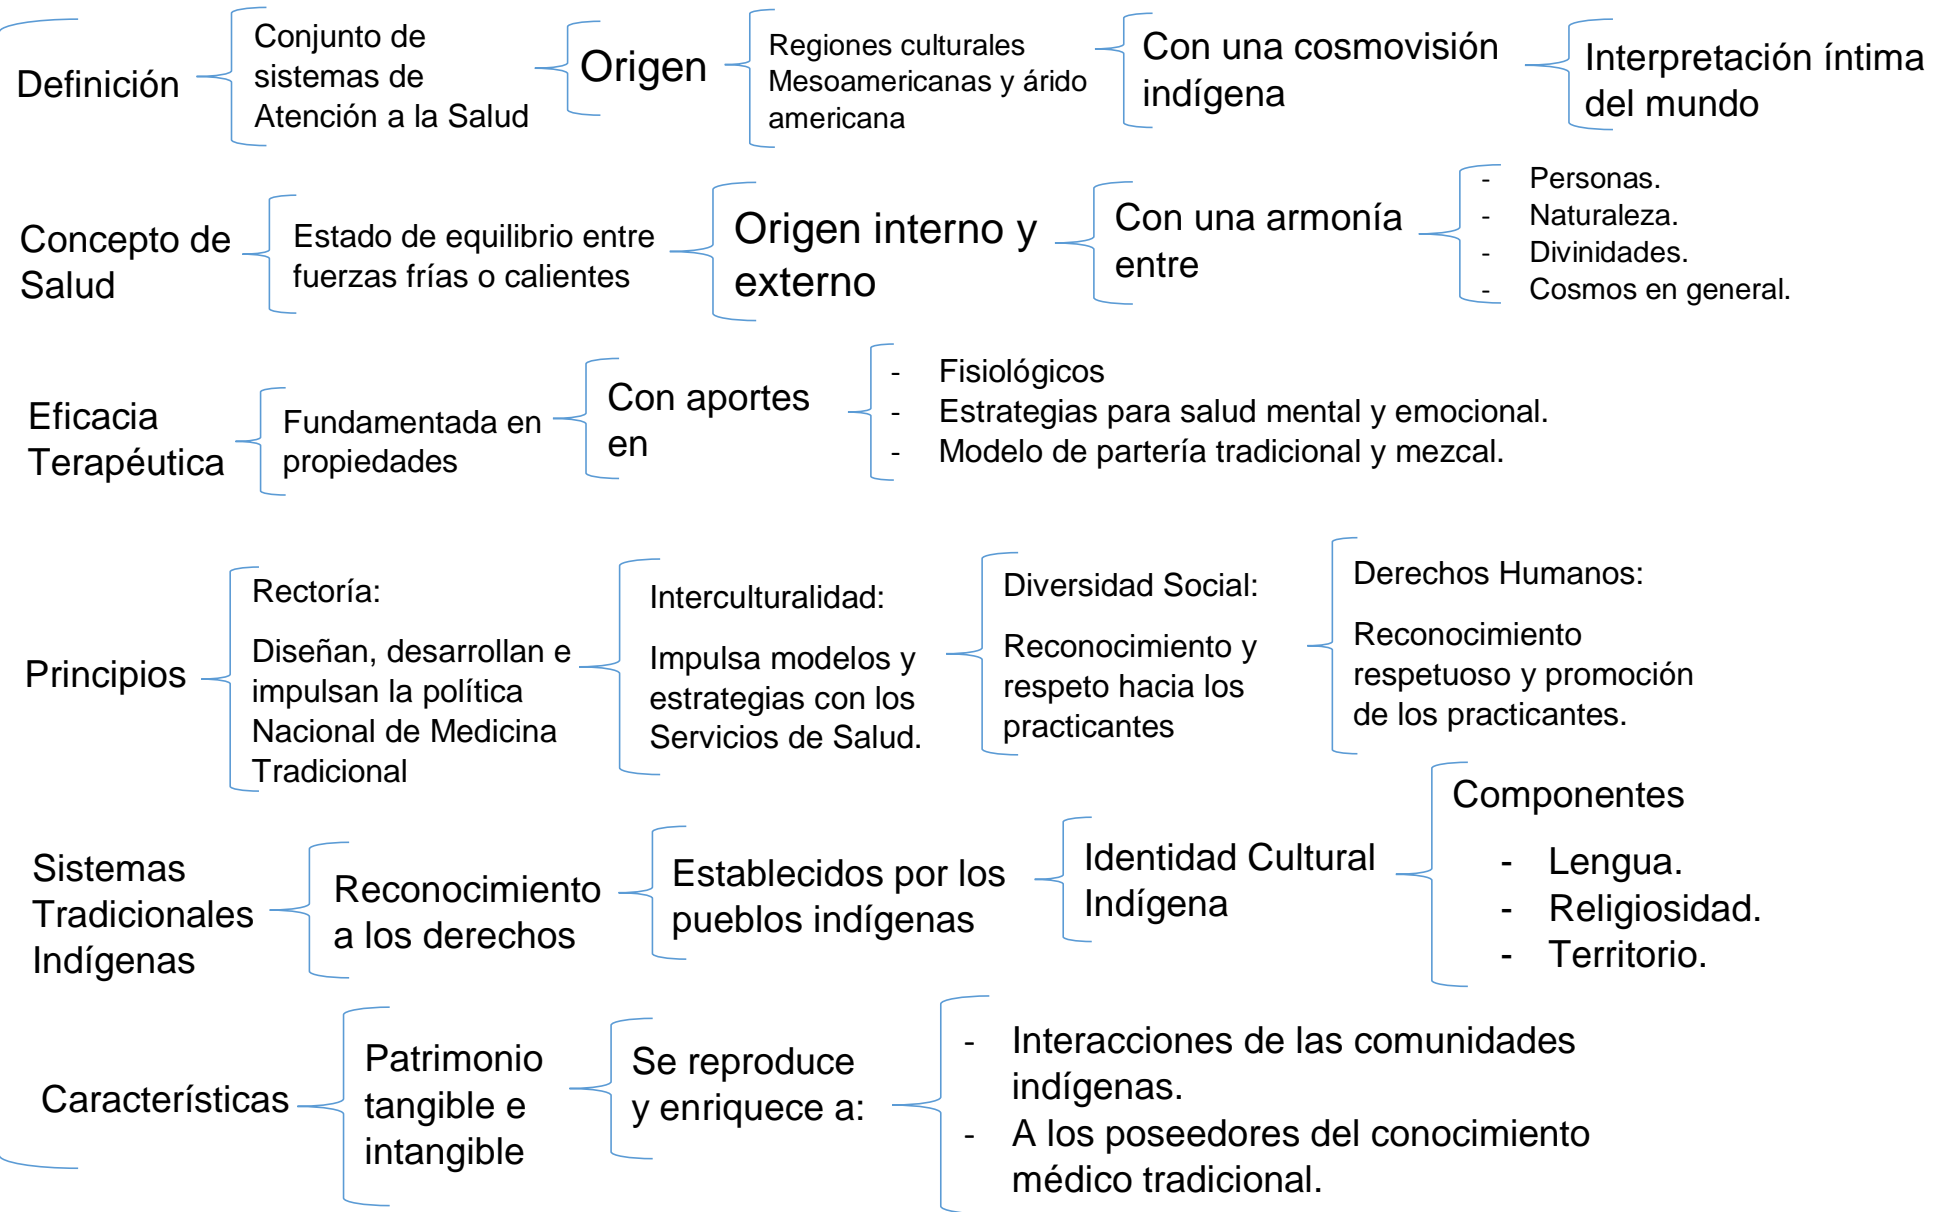 Definición
Conjunto de
sistemas de
Atención a la Salud
Origen
Regiones culturales
Mesoamericanas y árido
americana
Con una cosmovisión
indígena
Interpretación íntima
del mundo
Concepto de
Salud
Estado de equilibrio entre
fuerzas frías o calientes
Origen interno y
externo
Con una armonía
entre
- Personas.
- Naturaleza.
- Divinidades.
- Cosmos en general.
Eficacia
Terapéutica
Fundamentada en
propiedades
Con aportes
en
- Fisiológicos
- Estrategias para salud mental y emocional.
- Modelo de partería tradicional y mezcal.
Principios
Rectoría:
Diseñan, desarrollan e
impulsan la política
Nacional de Medicina
Tradicional
Interculturalidad:
Impulsa modelos y
estrategias con los
Servicios de Salud.
Diversidad Social:
Reconocimiento y
respeto hacia los
practicantes
Derechos Humanos:
Reconocimiento
respetuoso y promoción
de los practicantes.
Sistemas
Tradicionales
Indígenas
Reconocimiento
a los derechos
Establecidos por los
pueblos indígenas
Identidad Cultural
Indígena
Componentes
- Lengua.
- Religiosidad.
- Territorio.
Características
Patrimonio
tangible e
intangible
Se reproduce
y enriquece a:
- Interacciones de las comunidades
indígenas.
- A los poseedores del conocimiento
médico tradicional.